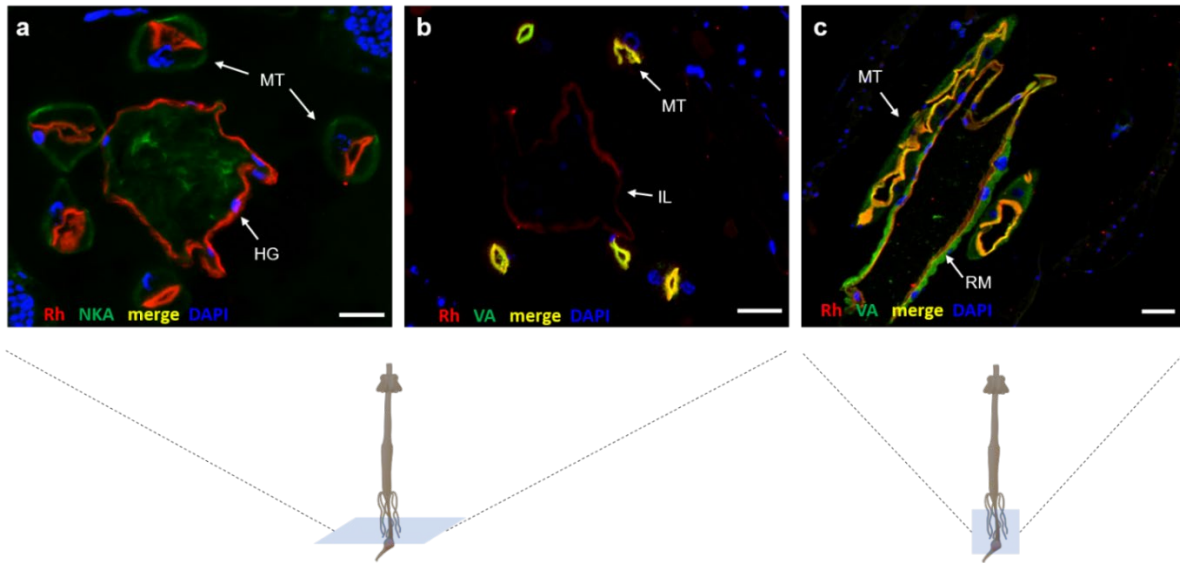 a
MT
HG
Rh NKA merge DAPI
b
MT
IL
Rh VA merge DAPI
c
MT
RM
Rh VA merge DAPI